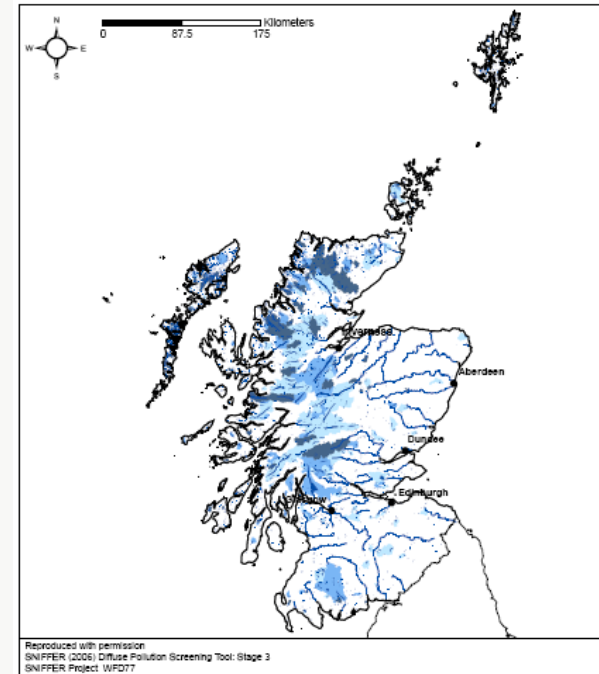 N
W E
S
Kilometers
0 87.5 175
Aberdeen
Dundee
Edinburgh
Reproduced with permission
SNIFFER (2006) Diffuse Pollution Screening Tool: Stage 3
SNIFFER Project WFD77